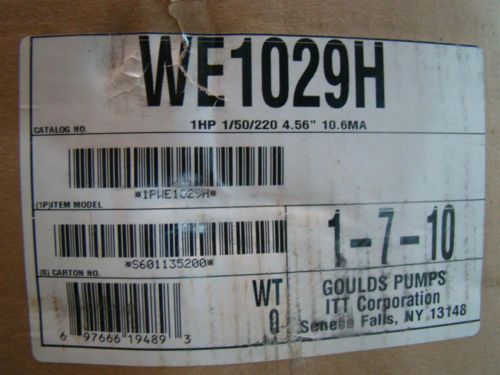 WE1029H
CATALOG NO.
1HP 1/50/220 4.56" 10.6MA
*1PWE1029H*
(1P)ITEM MODEL
*S601135200*
(S) CARTON NO.
1-7-10
WT
0
GOULDS PUMPS
ITT Corporation
Seneca Falls, NY 13148
6 97666 19489 3